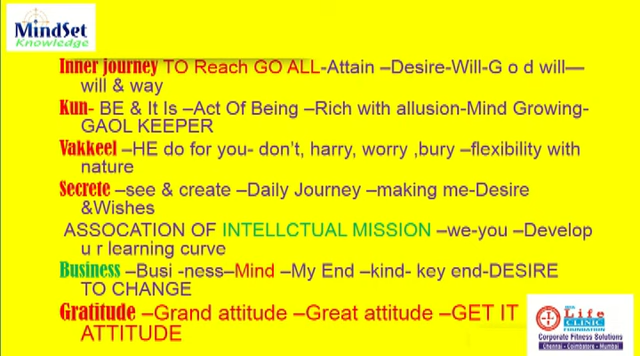 MindSet
Knowledge
Inner journey TO Reach GO ALL-Attain –Desire-Will-G o d will—
will & way
Kun- BE & It Is –Act Of Being –Rich with allusion-Mind Growing-
GAOL KEEPER
Vakkeel –HE do for you- don't, harry, worry ,bury –flexibility with
nature
Secrete –see & create –Daily Journey –making me-Desire
&Wishes
ASSOCATION OF INTELLCTUAL MISSION –we-you –Develop
u r learning curve
Business –Busi -ness–Mind –My End –kind- key end-DESIRE
TO CHANGE
Gratitude –Grand attitude –Great attitude –GET IT
ATTITUDE
Life
CLINIC
FOUNDATION
Corporate Fitness Solutions
Chennai - Coimbatore - Mumbai